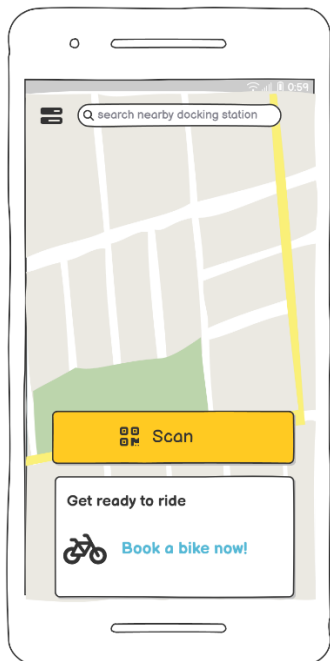 0:59
search nearby docking station
Scan
Get ready to ride
Book a bike now!